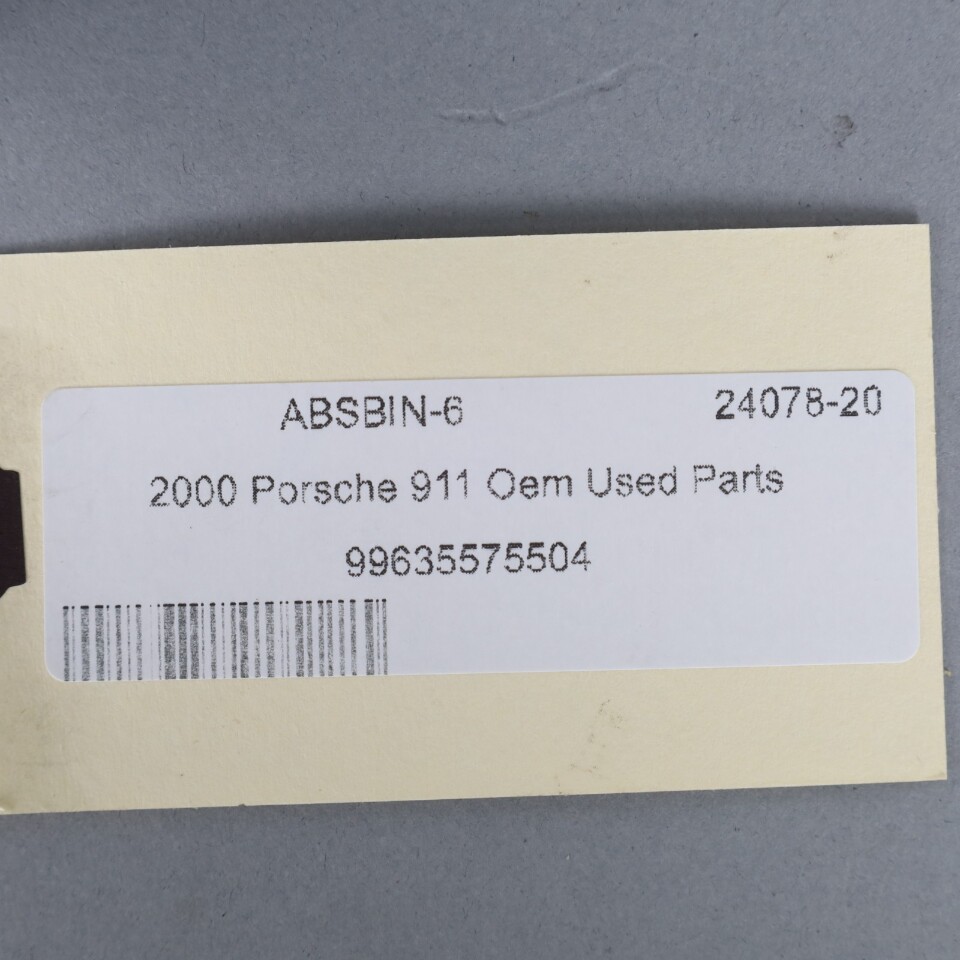 ABSBIN-6 24078-20
2000 Porsche 911 Oem Used Parts
99635575504